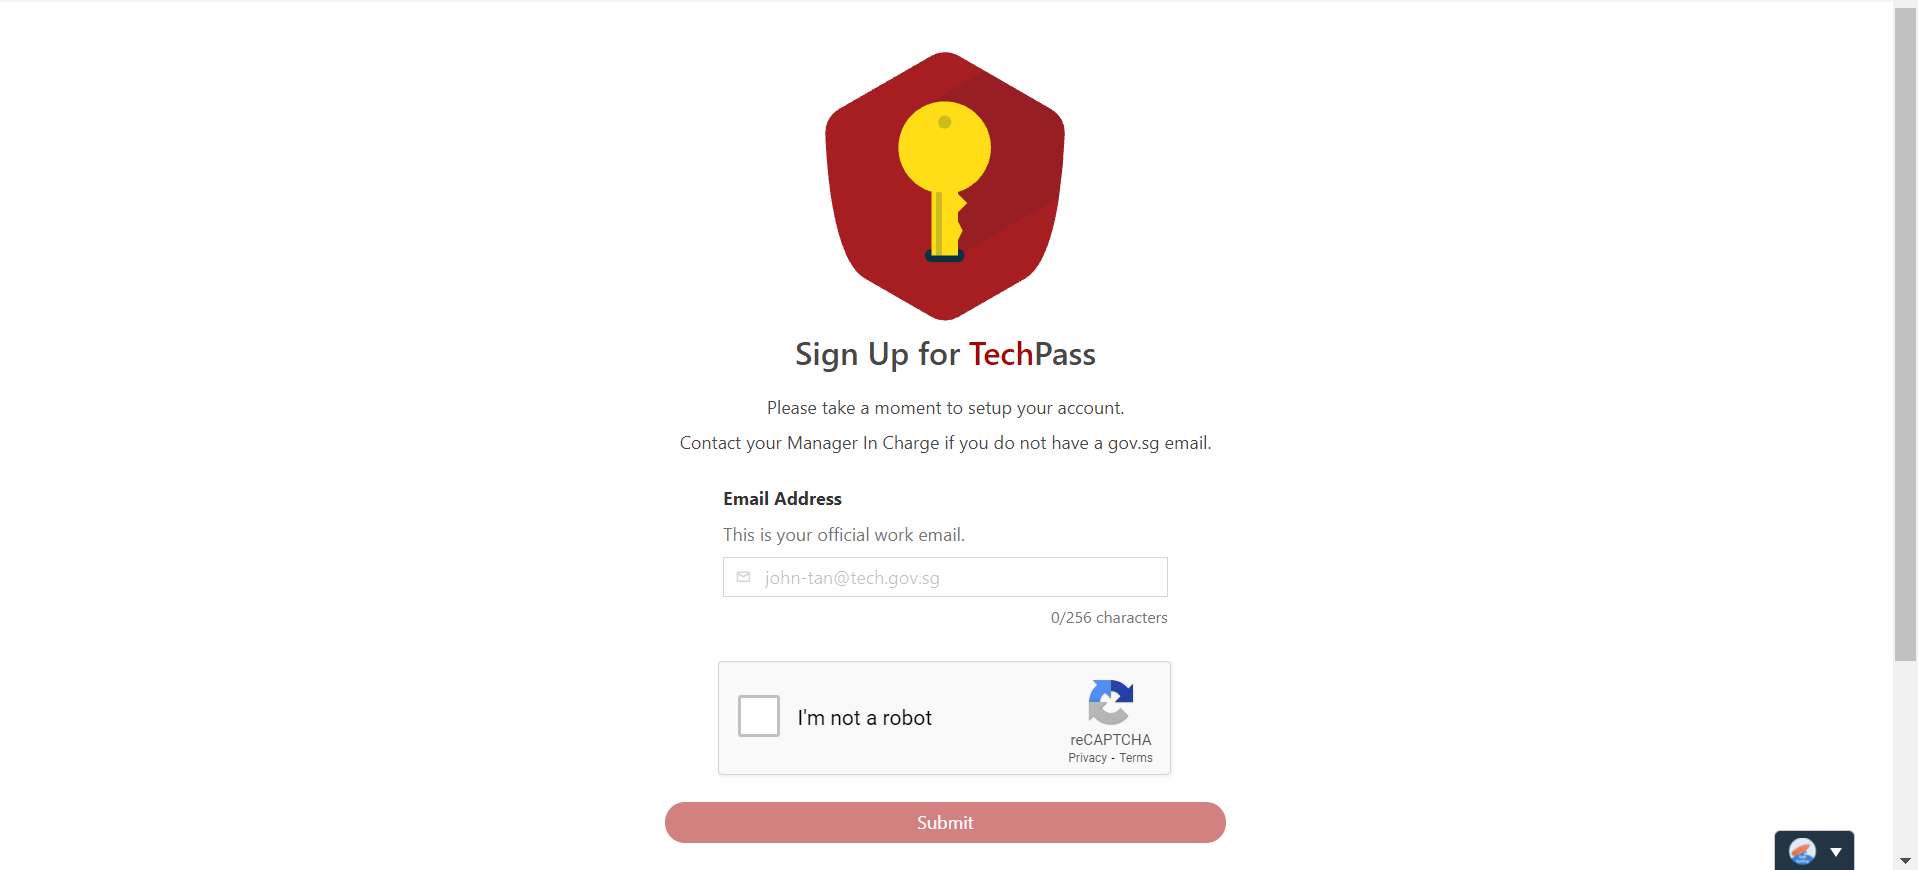 Sign Up for TechPass
Please take a moment to setup your account.
Contact your Manager In Charge if you do not have a gov.sg email.
Email Address
This is your official work email.
john-tan@tech.gov.sg
0/256 characters
I'm not a robot
reCAPTCHA
Privacy - Terms
Submit